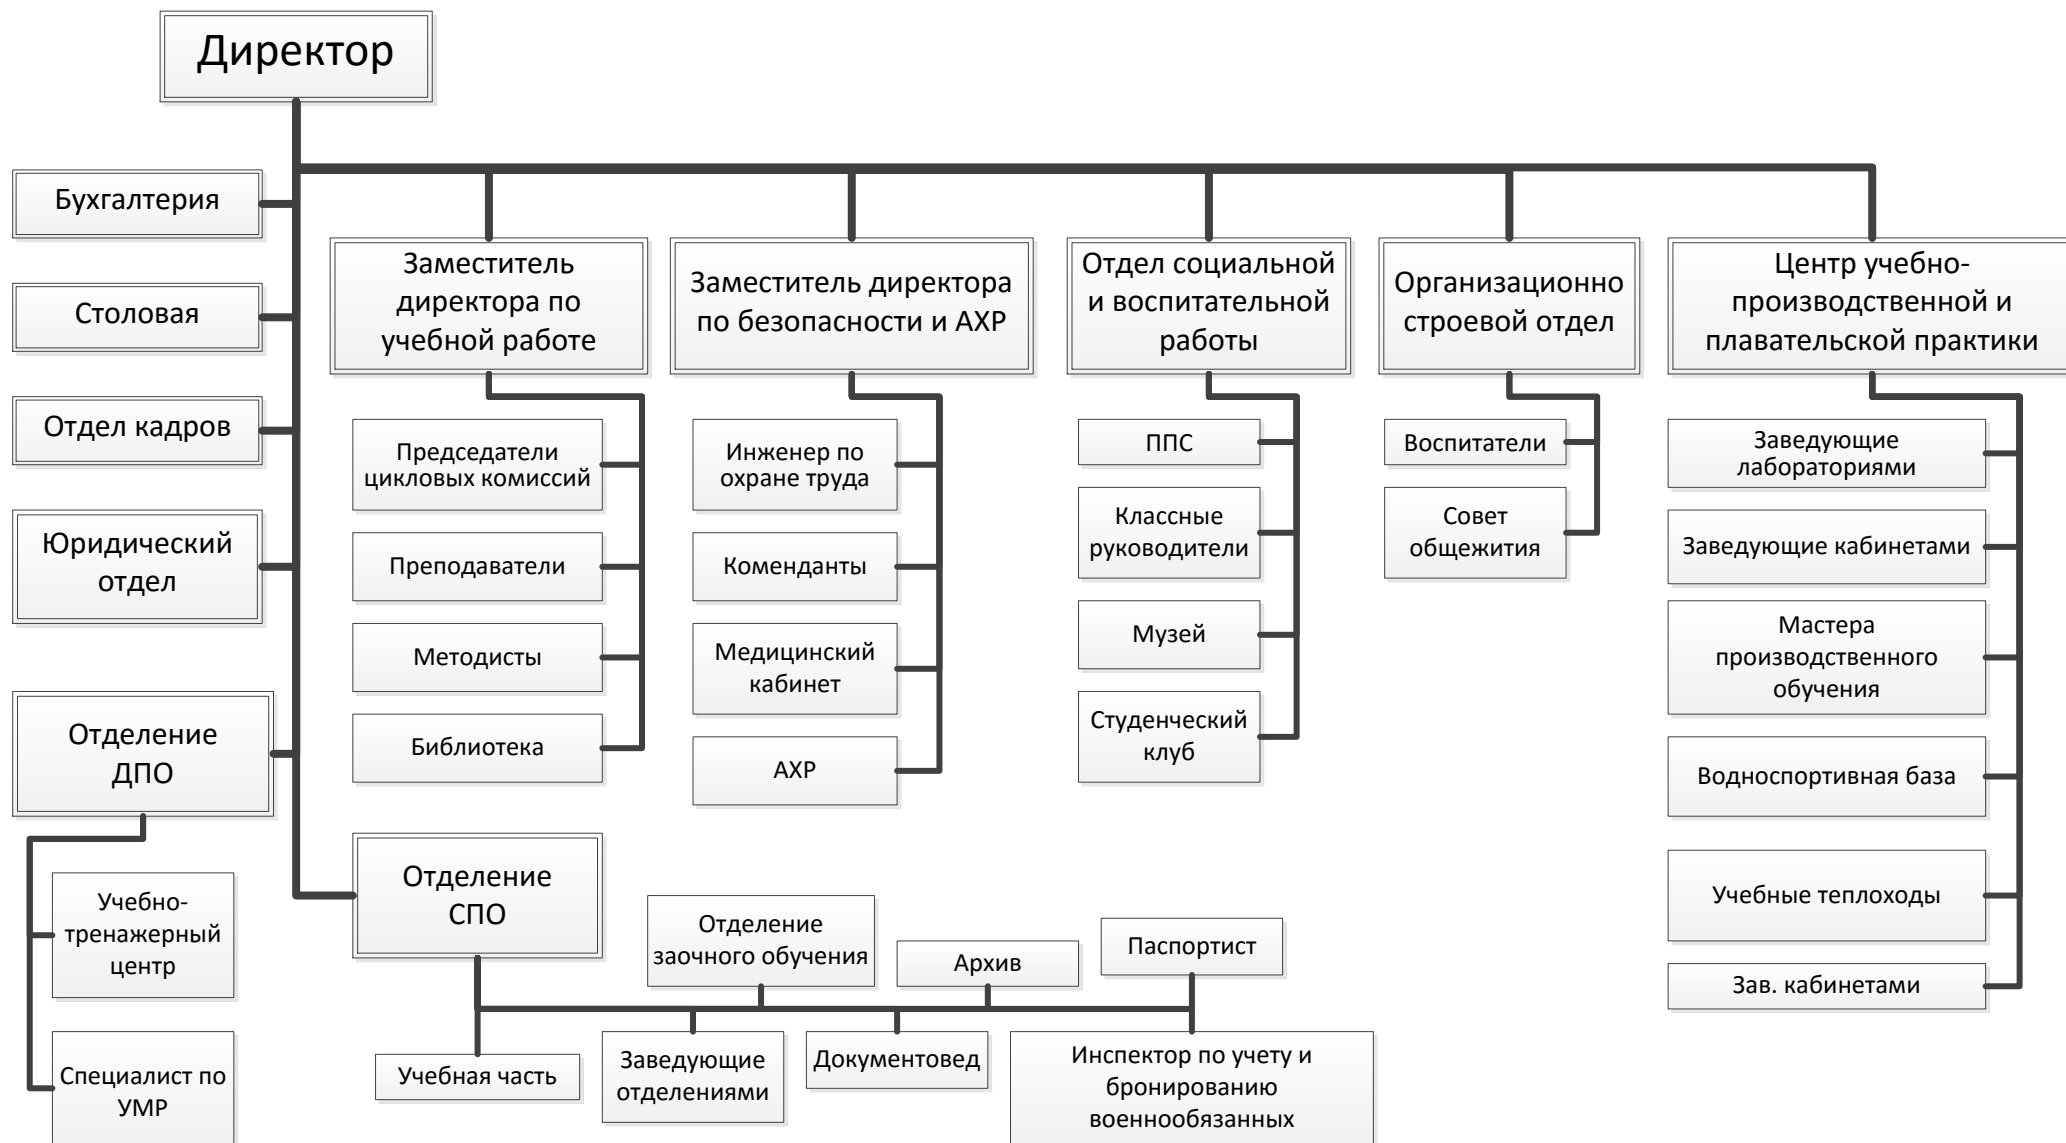 Директор
Бухгалтерия
Столовая
Отдел кадров
Юридический
отдел
Отделение
ДПО
Учебно-
тренажерный
центр
Специалист по
УМР
Заместитель
директора по
учебной работе
Председатели
цикловых комиссий
Преподаватели
Методисты
Библиотека
Заместитель директора
по безопасности и АХР
Инженер по
охране труда
Коменданты
Медицинский
кабинет
АХР
Отдел социальной
и воспитательной
работы
ППС
Классные
руководители
Музей
Студенческий
клуб
Организационно
строевой отдел
Воспитатели
Совет
общежития
Центр учебно-
производственной и
плавательской практики
Заведующие
лабораториями
Заведующие кабинетами
Мастера
производственного
обучения
Водноспортивная база
Учебные теплоходы
Зав. кабинетами
Отделение
СПО
Отделение
заочного обучения
Архив
Паспортист
Учебная часть
Заведующие
отделениями
Документовед
Инспектор по учету и
бронированию
военнообязанных